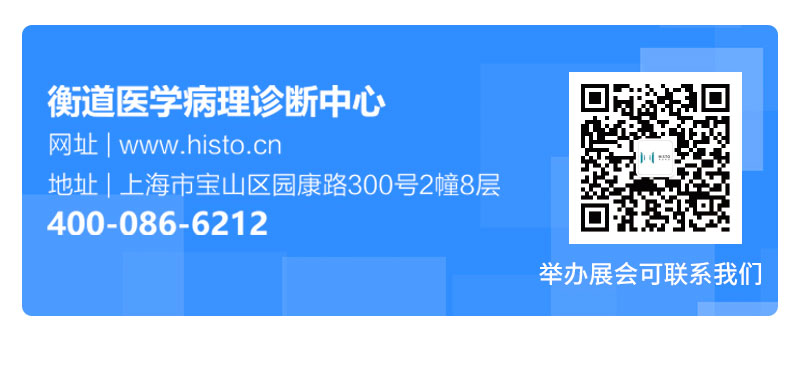 衡道医学病理诊断中心
网址 | www.histo.cn
地址 | 上海市宝山区园康路300号2幢8层
400-086-6212
HISTO
举办展会可联系我们